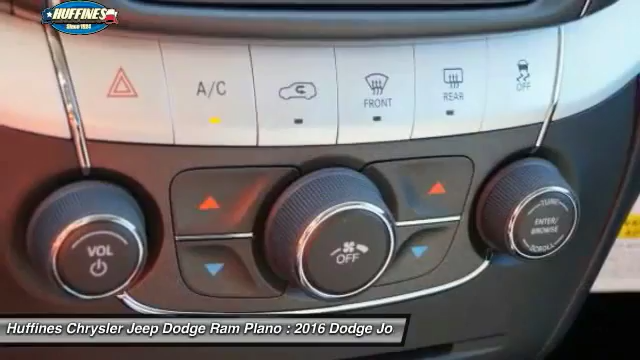 HUFFINES
Since 1924
A/C
FRONT
REAR
OFF
VOL
OFF
TUNE
ENTER/
BROWSE
SCROLL
Huffines Chrysler Jeep Dodge Ram Plano : 2016 Dodge Jo